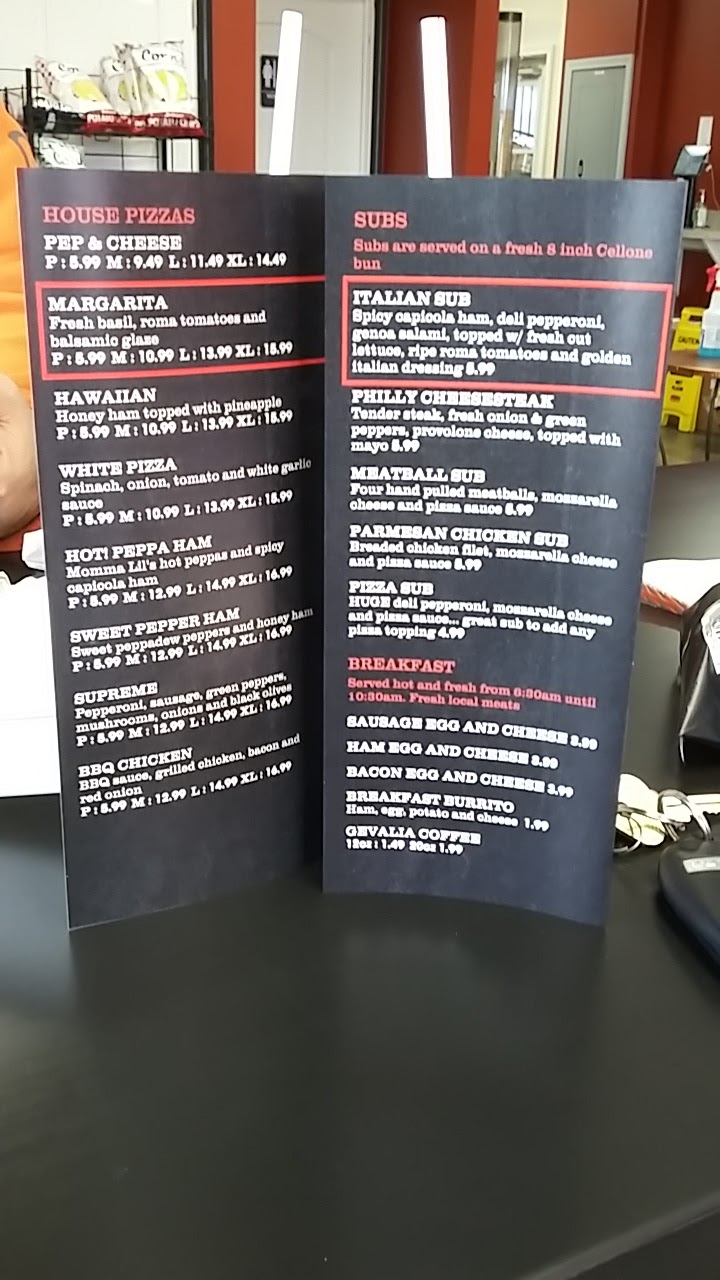 HOUSE PIZZAS
PEP & CHEESE
P: 5.99 M: 9.49 L: 11.49 XL: 14.49
MARGARITA
Fresh basil, roma tomatoes and
balsamic glaze
P: 5.99 M: 10.99 L: 13.99 XL: 15.99
HAWAIIAN
Honey ham topped with pineapple
P: 5.99 M: 10.99 L: 13.99 XL: 15.99
WHITE PIZZA
Spinach, onion, tomato and white garlic
sauce
P: 5.99 M: 10.99 L: 13.99 XL: 15.99
HOT! PEPPA HAM
Momma Lil's hot peppas and spicy
capicola ham
P: 5.99 M: 12.99 L: 14.99 XL: 16.99
SWEET PEPPER HAM
Sweet peppadew peppers and honey ham
P: 5.99 M: 12.99 L: 14.99 XL: 16.99
SUPREME
Pepperoni, sausage, green peppers,
mushrooms, onions and black olives
P: 5.99 M: 12.99 L: 14.99 XL: 16.99
BBQ CHICKEN
BBQ sauce, grilled chicken, bacon and
red onion
P: 5.99 M: 12.99 L: 14.99 XL: 16.99
SUBS
Subs are served on a fresh 8 inch Cellone
bun
ITALIAN SUB
Spicy capicola ham, deli pepperoni,
genoa salami, topped w/ fresh cut
lettuce, ripe roma tomatoes and golden
italian dressing 5.99
PHILLY CHEESESTEAK
Tender steak, fresh onion & green
peppers, provolone cheese, topped with
mayo 5.99
MEATBALL SUB
Four hand pulled meatballs, mozzarella
cheese and pizza sauce 5.99
PARMESAN CHICKEN SUB
Breaded chicken filet, mozzarella cheese
and pizza sauce 5.99
PIZZA SUB
HUGE deli pepperoni, mozzarella cheese
and pizza sauce... great sub to add any
pizza topping 4.99
BREAKFAST
Served hot and fresh from 6:30am until
10:30am. Fresh local meats
SAUSAGE EGG AND CHEESE 3.99
HAM EGG AND CHEESE 3.99
BACON EGG AND CHEESE 3.99
BREAKFAST BURRITO
Ham, egg, potato and cheese 1.99
GEVALIA COFFEE
12oz: 1.49 20oz 1.99
CAUTION